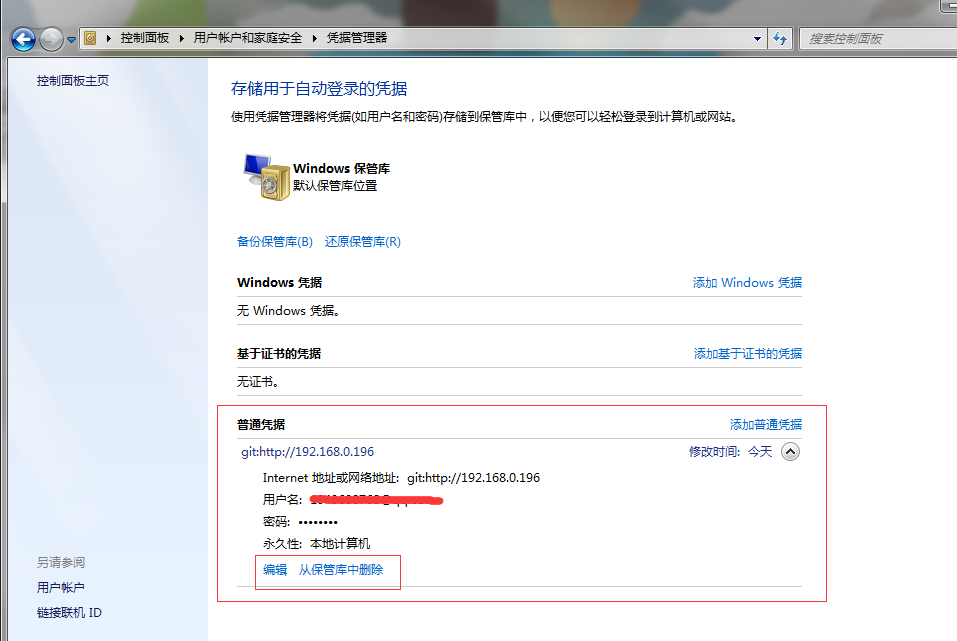 控制面板 ▸ 用户帐户和家庭安全 ▸ 凭据管理器
搜索控制面板
控制面板主页
存储用于自动登录的凭据
使用凭据管理器将凭据(如用户名和密码)存储到保管库中，以便您可以轻松登录到计算机或网站。
Windows 保管库
默认保管库位置
备份保管库(B) 还原保管库(R)
Windows 凭据 添加 Windows 凭据
无 Windows 凭据。
基于证书的凭据 添加基于证书的凭据
无证书。
普通凭据 添加普通凭据
git:http://192.168.0.196 修改时间: 今天
Internet 地址或网络地址: git:http://192.168.0.196
用户名:
密码: ••••••••
永久性: 本地计算机
编辑 从保管库中删除
另请参阅
用户帐户
链接联机 ID